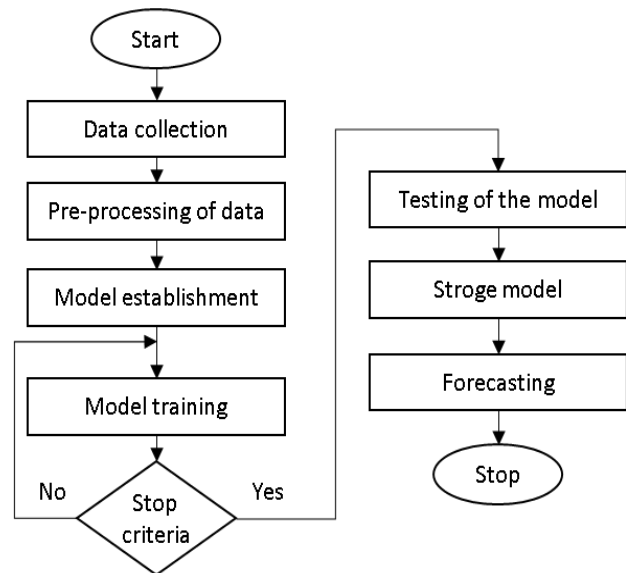 Start
Data collection
Pre-processing of data
Model establishment
Model training
No
Stop
criteria
Yes
Testing of the model
Stroge model
Forecasting
Stop